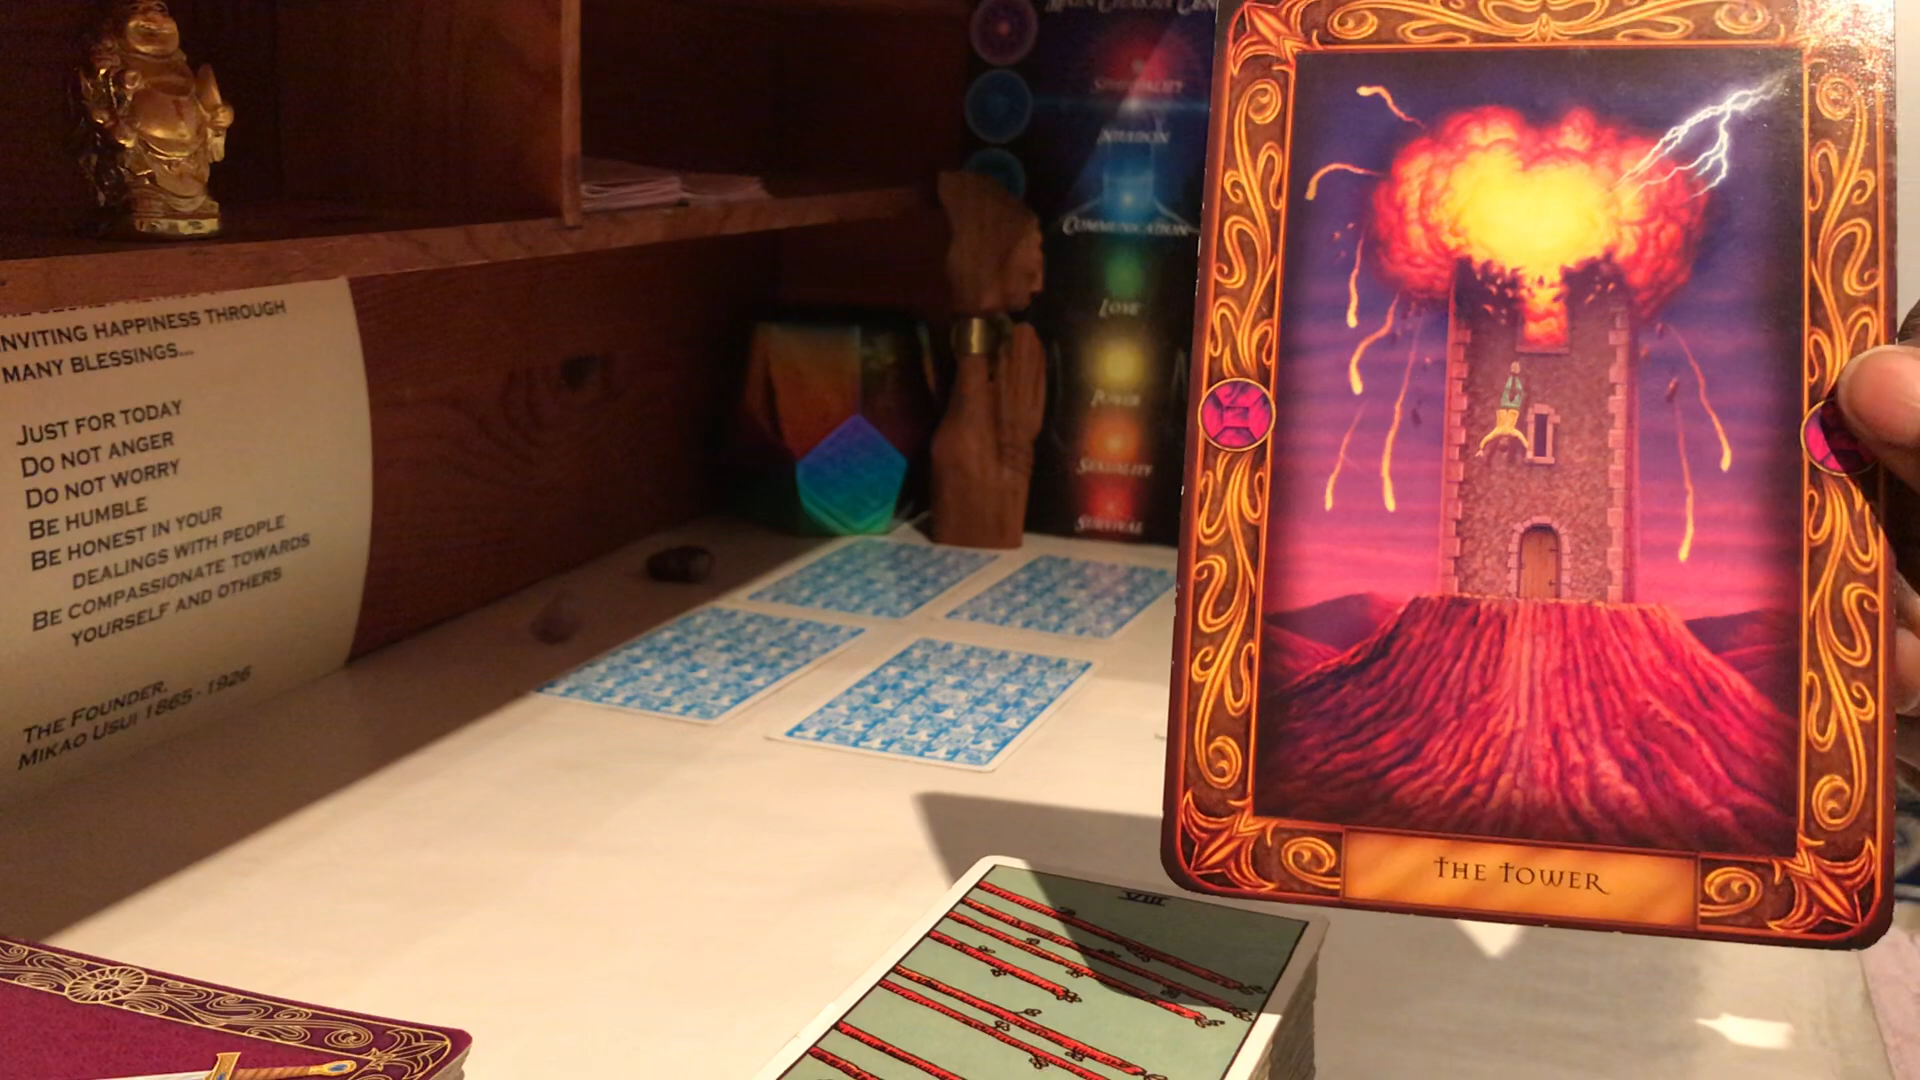 INVITING HAPPINESS THROUGH
MANY BLESSINGS...
JUST FOR TODAY
DO NOT ANGER
DO NOT WORRY
BE HUMBLE
BE HONEST IN YOUR
DEALINGS WITH PEOPLE
BE COMPASSIONATE TOWARDS
YOURSELF AND OTHERS
THE FOUNDER,
MIKAO USUI 1865-1926
SPIRITUALITY
INTUITION
COMMUNICATION
LOVE
POWER
SEXUALITY
SURVIVAL
VIII
THE TOWER